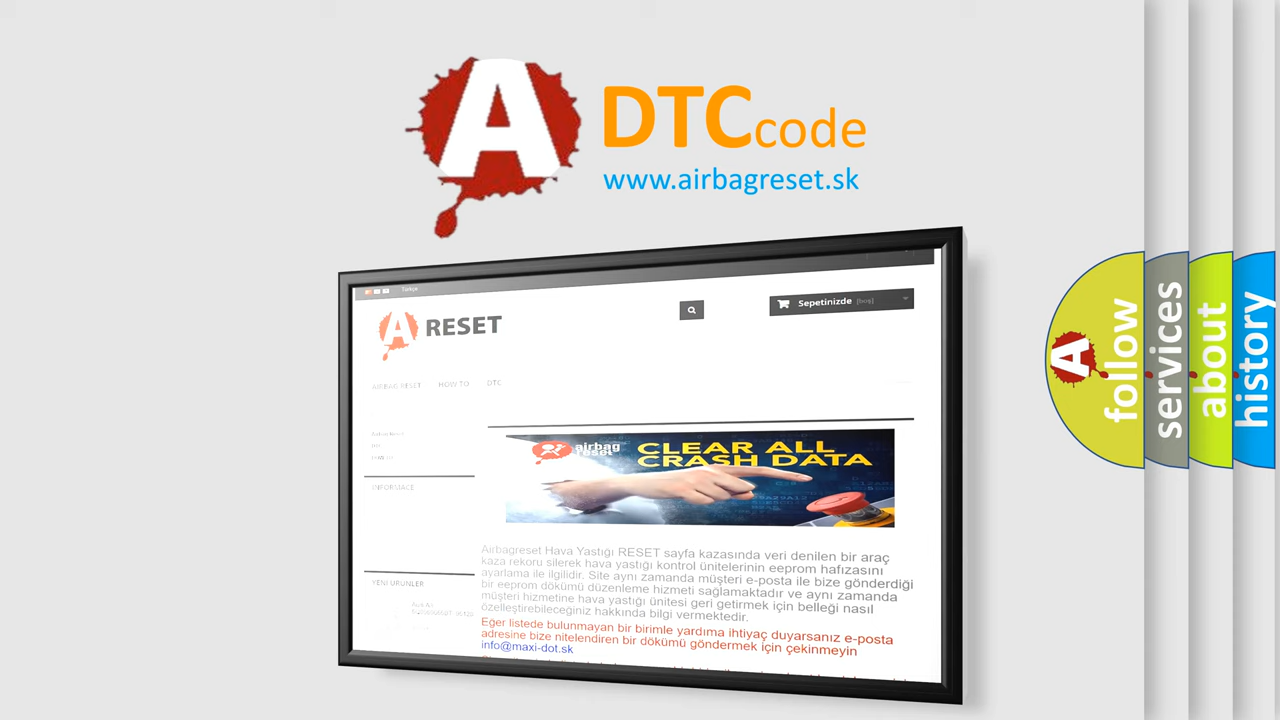 A DTCcode
www.airbagreset.sk
Türkçe
A RESET
Sepetinizde [boş]
AIRBAG RESET HOW TO DTC
CLEAR ALL
CRASH DATA
airbag
reset
INFORMACE
YENI ÜRÜNLER
Airbagreset Hava Yastığı RESET sayfa kazasında veri denilen bir araç
kaza rekoru silerek hava yastığı kontrol ünitelerinin eeprom hafızasını
ayarlama ile ilgilidir. Site aynı zamanda müşteri e-posta ile bize gönderdiği
bir eeprom dökümü düzenleme hizmeti sağlamaktadır ve aynı zamanda
müşteri hizmetine hava yastığı ünitesi geri getirmek için belleği nasıl
özelleştirebileceğiniz hakkında bilgi vermektedir.
Eger listede bulunmayan bir birimle yardıma ihtiyaç duyarsanız e-posta
adresine bize nitelendiren bir dökümü göndermek için çekinmeyin
info@maxi-dot.sk
A follow
services
about
history